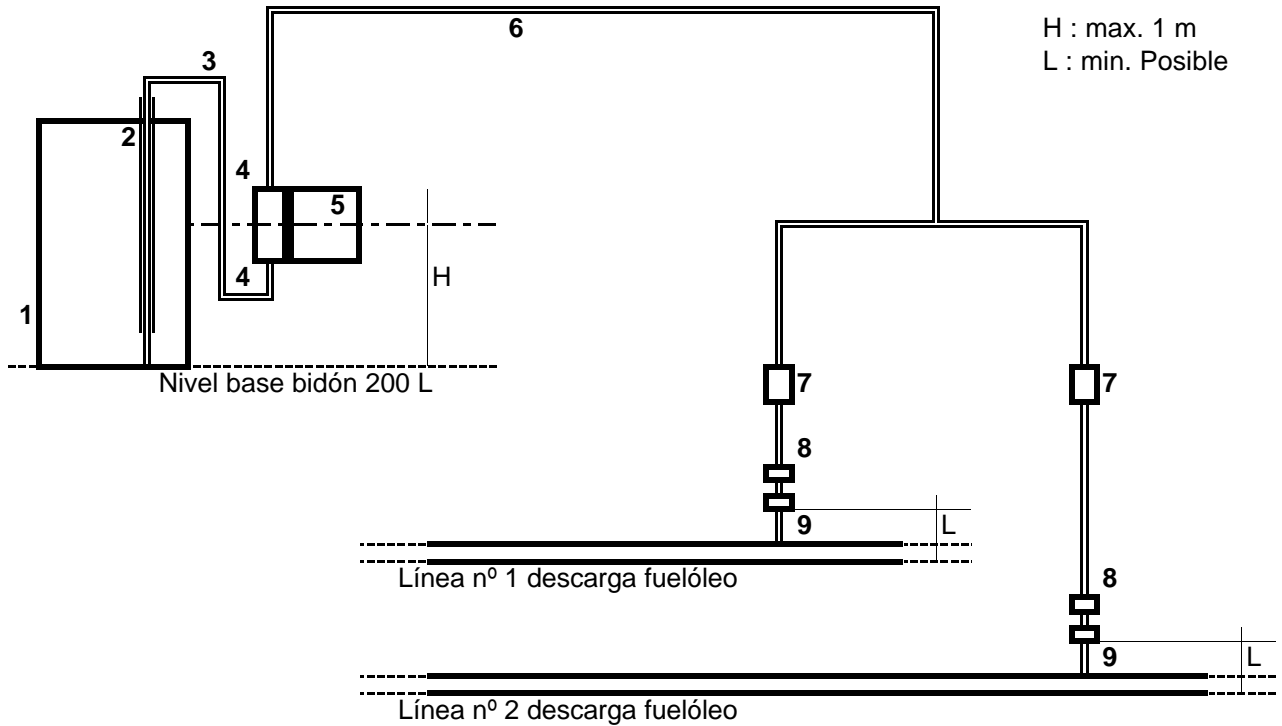 H : max. 1 m
L : min. Posible
6
3
2
4
5
4
H
1
Nivel base bidón 200 L
7
7
8
9
L
Línea nº 1 descarga fuelóleo
8
9
L
Línea nº 2 descarga fuelóleo